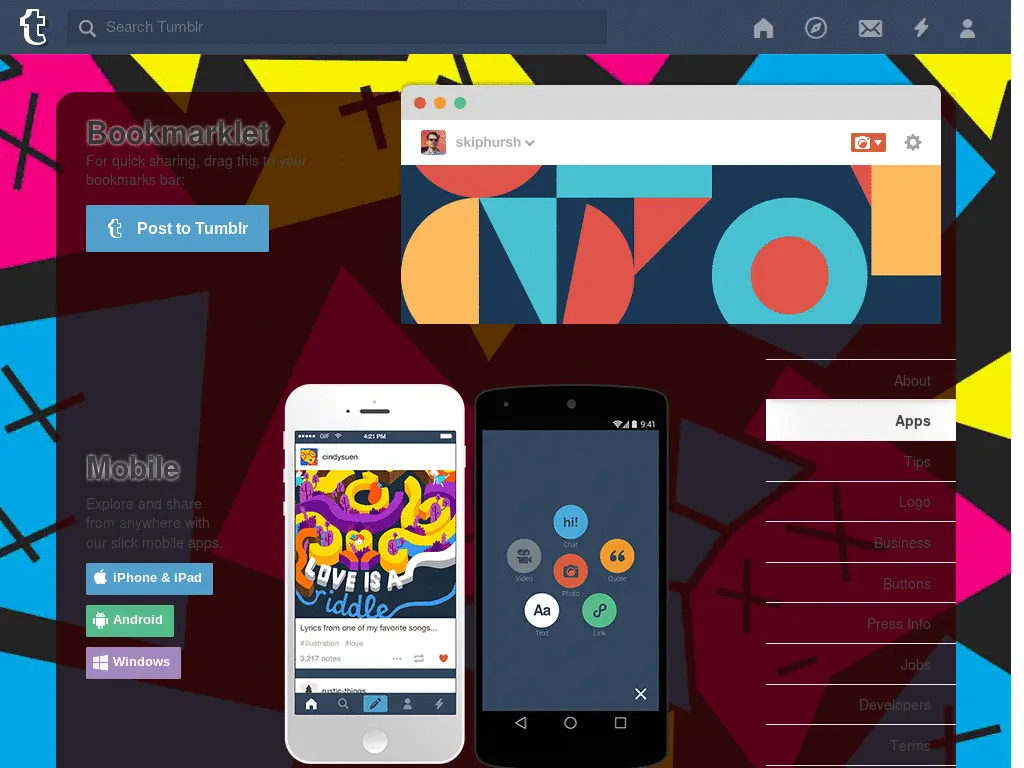 Search Tumblr
Bookmarklet
For quick sharing, drag this to your
bookmarks bar:
Post to Tumblr
skiphursh
Mobile
Explore and share
from anywhere with
our slick mobile apps.
iPhone & iPad
Android
Windows
GIF
4:21 PM
cindysuen
LOVE IS A
riddle
Lyrics from one of my favorite songs...
#illustration #love
3,217 notes
rustic-things
9:41
hi!
Chat
Video
Quote
Photo
Aa
Text
Link
About
Apps
Tips
Logo
Business
Buttons
Press Info
Jobs
Developers
Terms